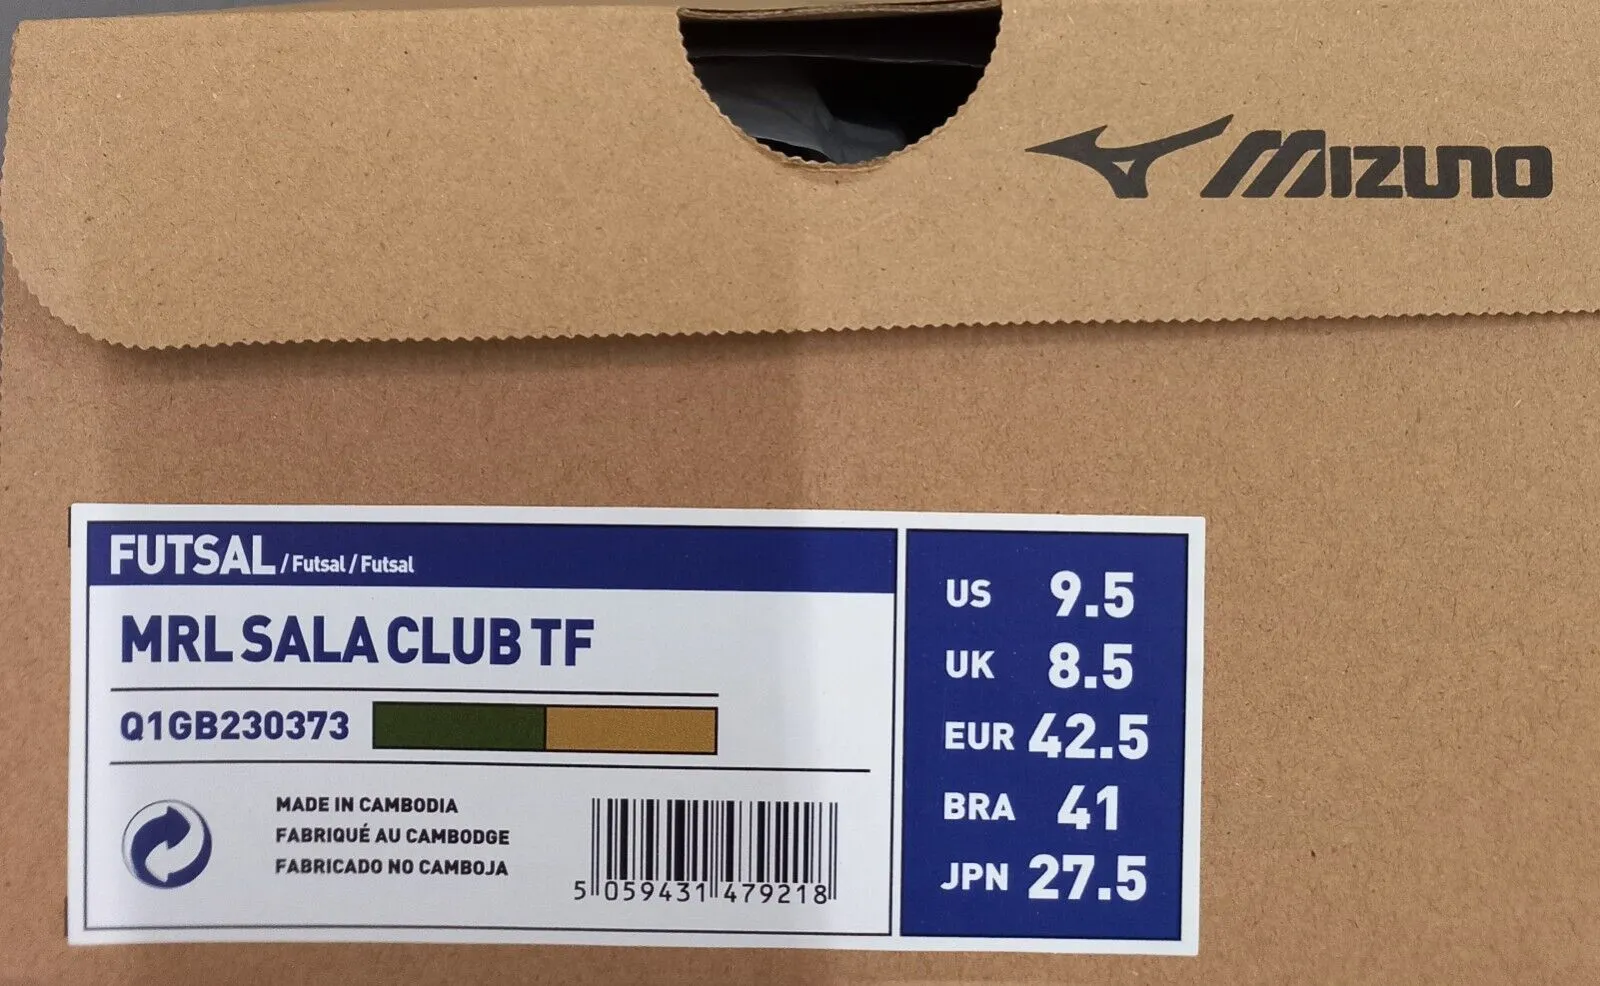 MIZUNO
FUTSAL / Futsal / Futsal
MRL SALA CLUB TF
Q1GB230373
MADE IN CAMBODIA
FABRIQUÉ AU CAMBODGE
FABRICADO NO CAMBOJA
5 059431 479218
US 9.5
UK 8.5
EUR 42.5
BRA 41
JPN 27.5